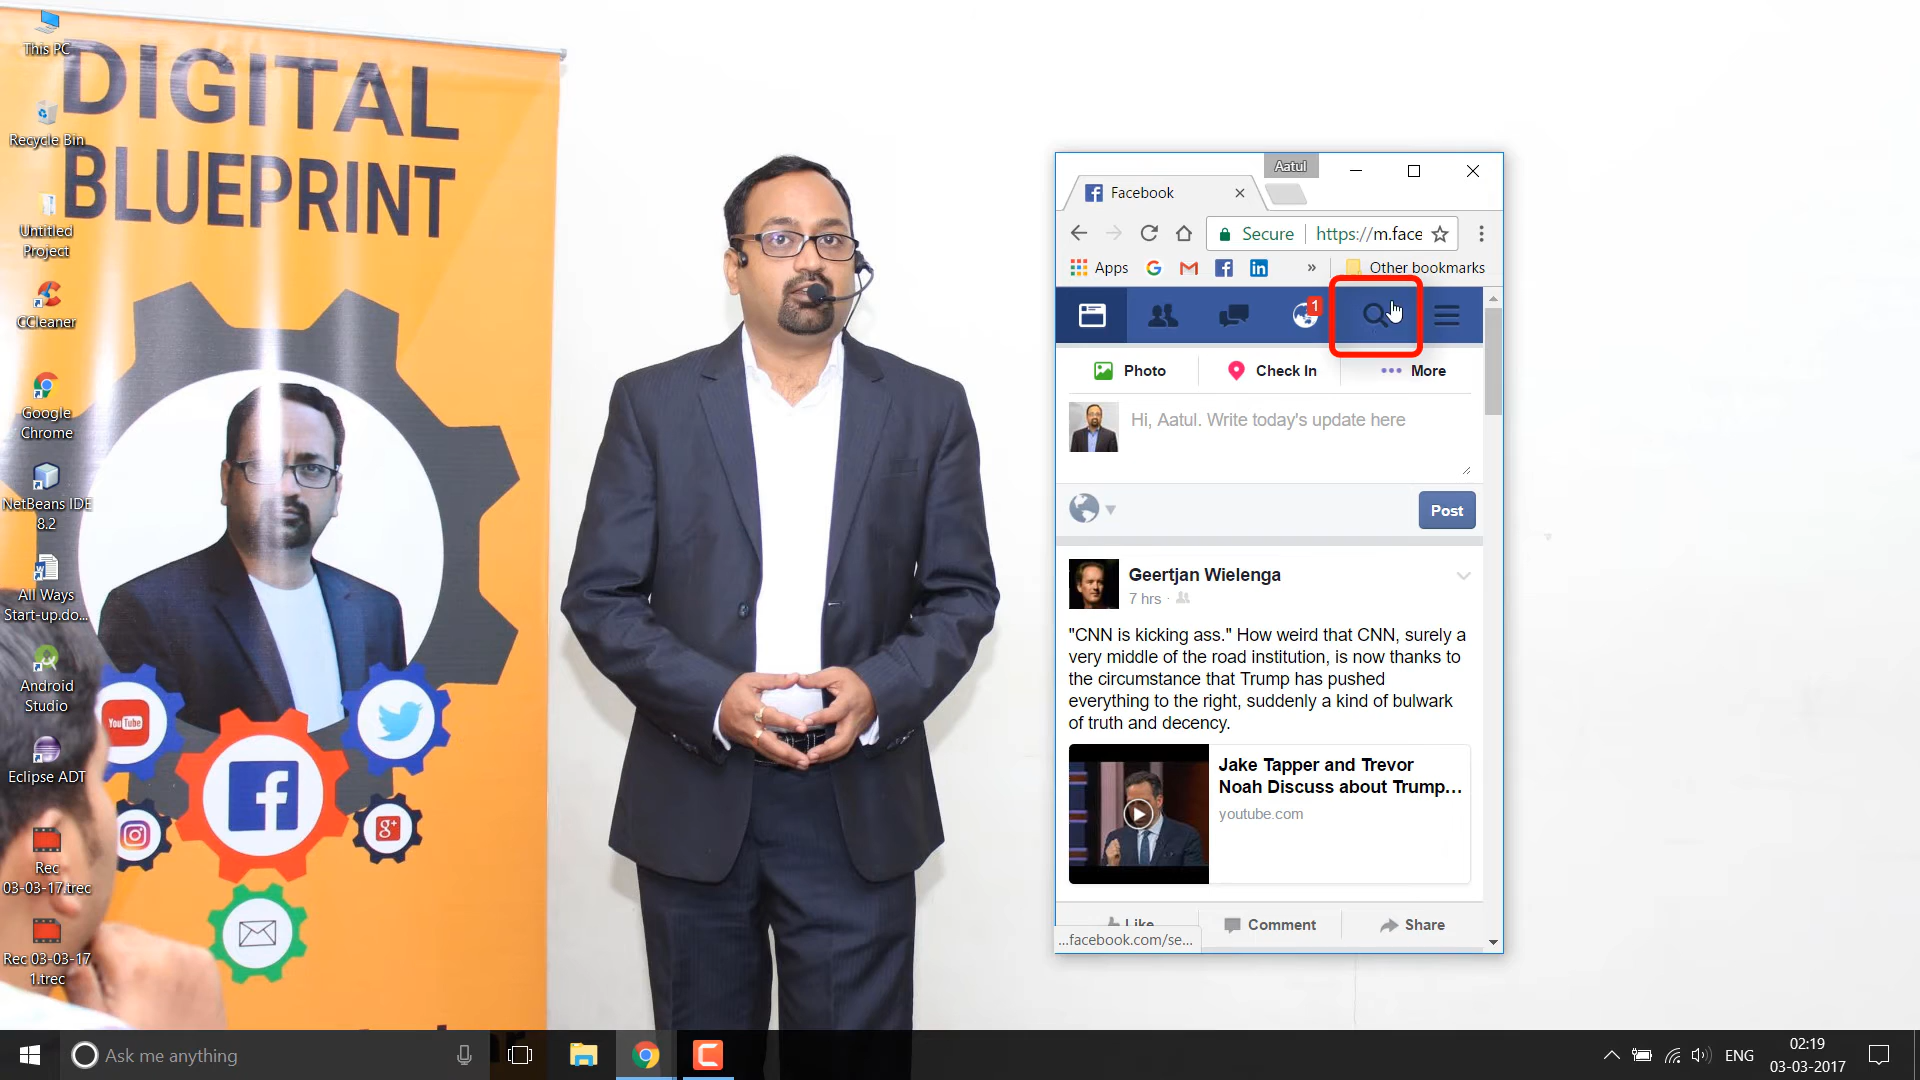 This PC
Recycle Bin
Untitled
Project
CCleaner
Google
Chrome
NetBeans IDE
8.2
All Ways
Start-up.do...
Android
Studio
Eclipse ADT
Rec
03-03-17.trec
Rec 03-03-17
1.trec
DIGITAL
BLUEPRINT
YouTube
g+
Aatul
Facebook
Secure
https://m.face
Apps
»
Other bookmarks
1
Photo
Check In
More
Hi, Aatul. Write today's update here
Post
Geertjan Wielenga
7 hrs ·
"CNN is kicking ass." How weird that CNN, surely a
very middle of the road institution, is now thanks to
the circumstance that Trump has pushed
everything to the right, suddenly a kind of bulwark
of truth and decency.
Jake Tapper and Trevor
Noah Discuss about Trump...
youtube.com
Like
Comment
Share
...facebook.com/se...
Ask me anything
ENG
02:19
03-03-2017